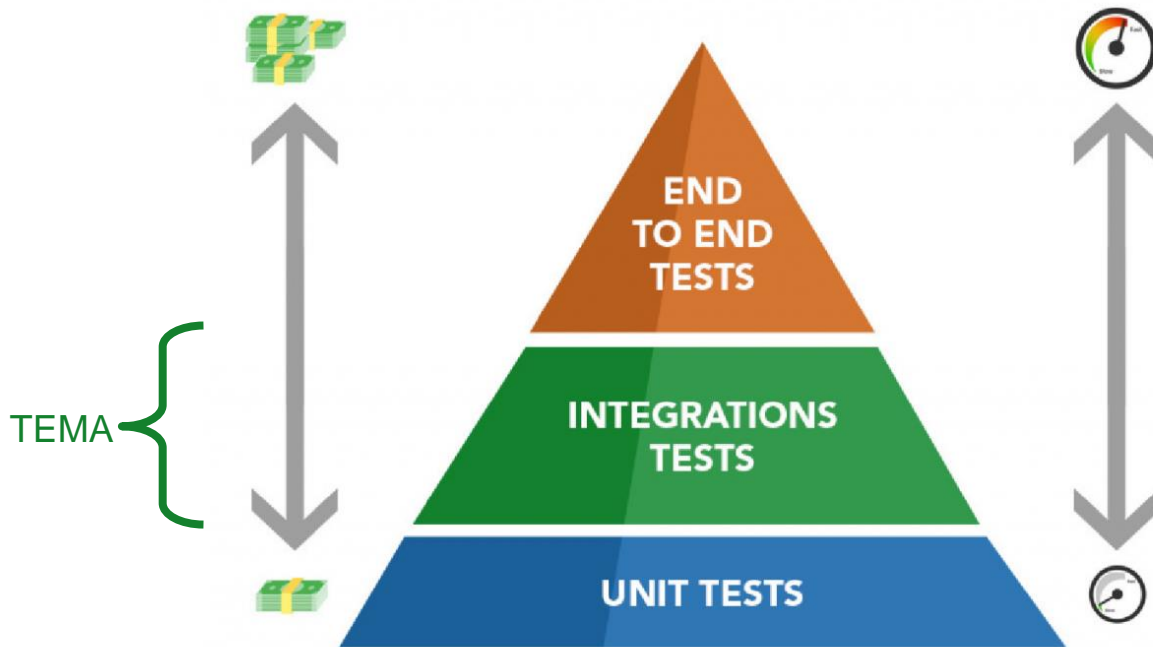 END
TO END
TESTS
TEMA
INTEGRATIONS
TESTS
UNIT TESTS